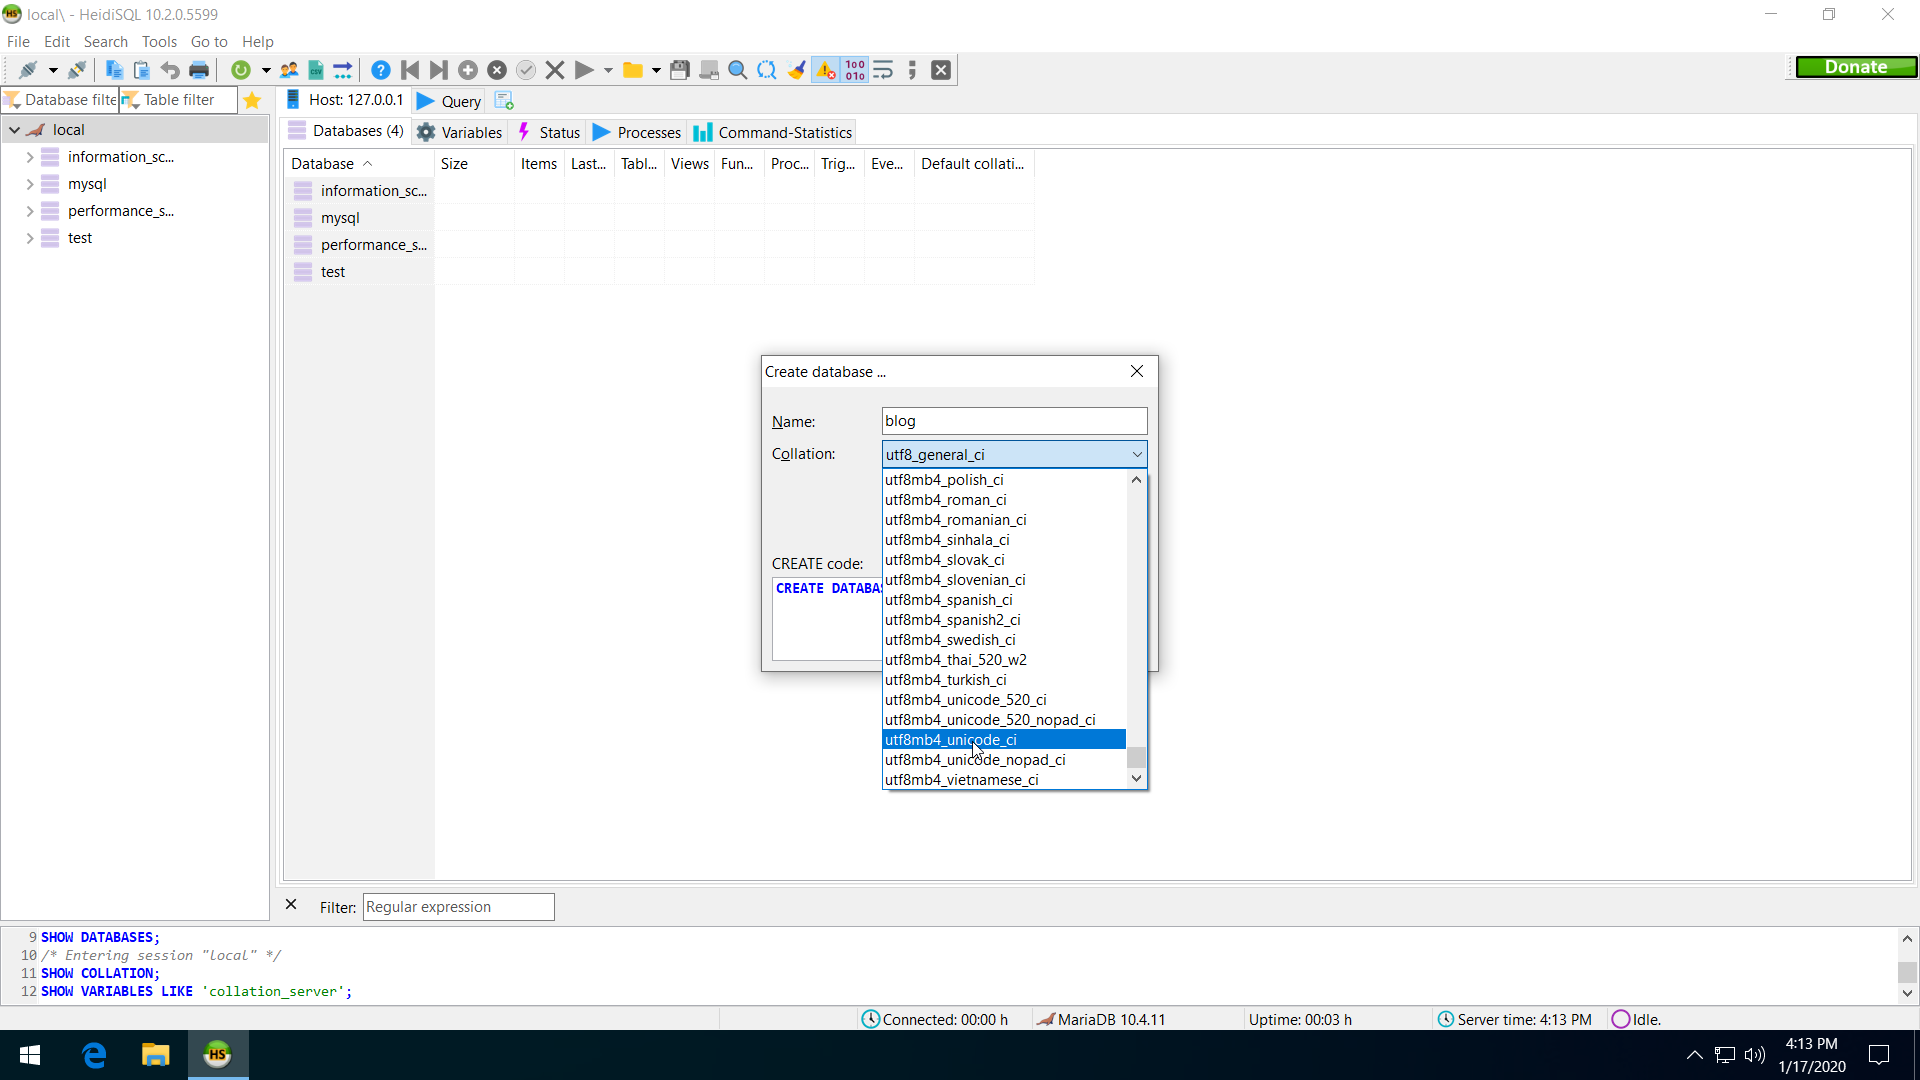 local\ - HeidiSQL 10.2.0.5599
File Edit Search Tools Go to Help
Donate
Database filte Table filter
Host: 127.0.0.1 Query
Databases (4) Variables Status Processes Command-Statistics
local
information_sc...
mysql
performance_s...
test
Database Size Items Last... Tabl... Views Fun... Proc... Trig... Eve... Default collati...
information_sc...
mysql
performance_s...
test
Create database ...
Name: blog
Collation: utf8_general_ci
utf8mb4_polish_ci
utf8mb4_roman_ci
utf8mb4_romanian_ci
utf8mb4_sinhala_ci
utf8mb4_slovak_ci
utf8mb4_slovenian_ci
utf8mb4_spanish_ci
utf8mb4_spanish2_ci
utf8mb4_swedish_ci
utf8mb4_thai_520_w2
utf8mb4_turkish_ci
utf8mb4_unicode_520_ci
utf8mb4_unicode_520_nopad_ci
utf8mb4_unicode_ci
utf8mb4_unicode_nopad_ci
utf8mb4_vietnamese_ci
CREATE code:
CREATE DATABAS
Filter: Regular expression
9 SHOW DATABASES;
10 /* Entering session "local" */
11 SHOW COLLATION;
12 SHOW VARIABLES LIKE 'collation_server';
Connected: 00:00 h MariaDB 10.4.11 Uptime: 00:03 h Server time: 4:13 PM Idle.
HS
4:13 PM
1/17/2020